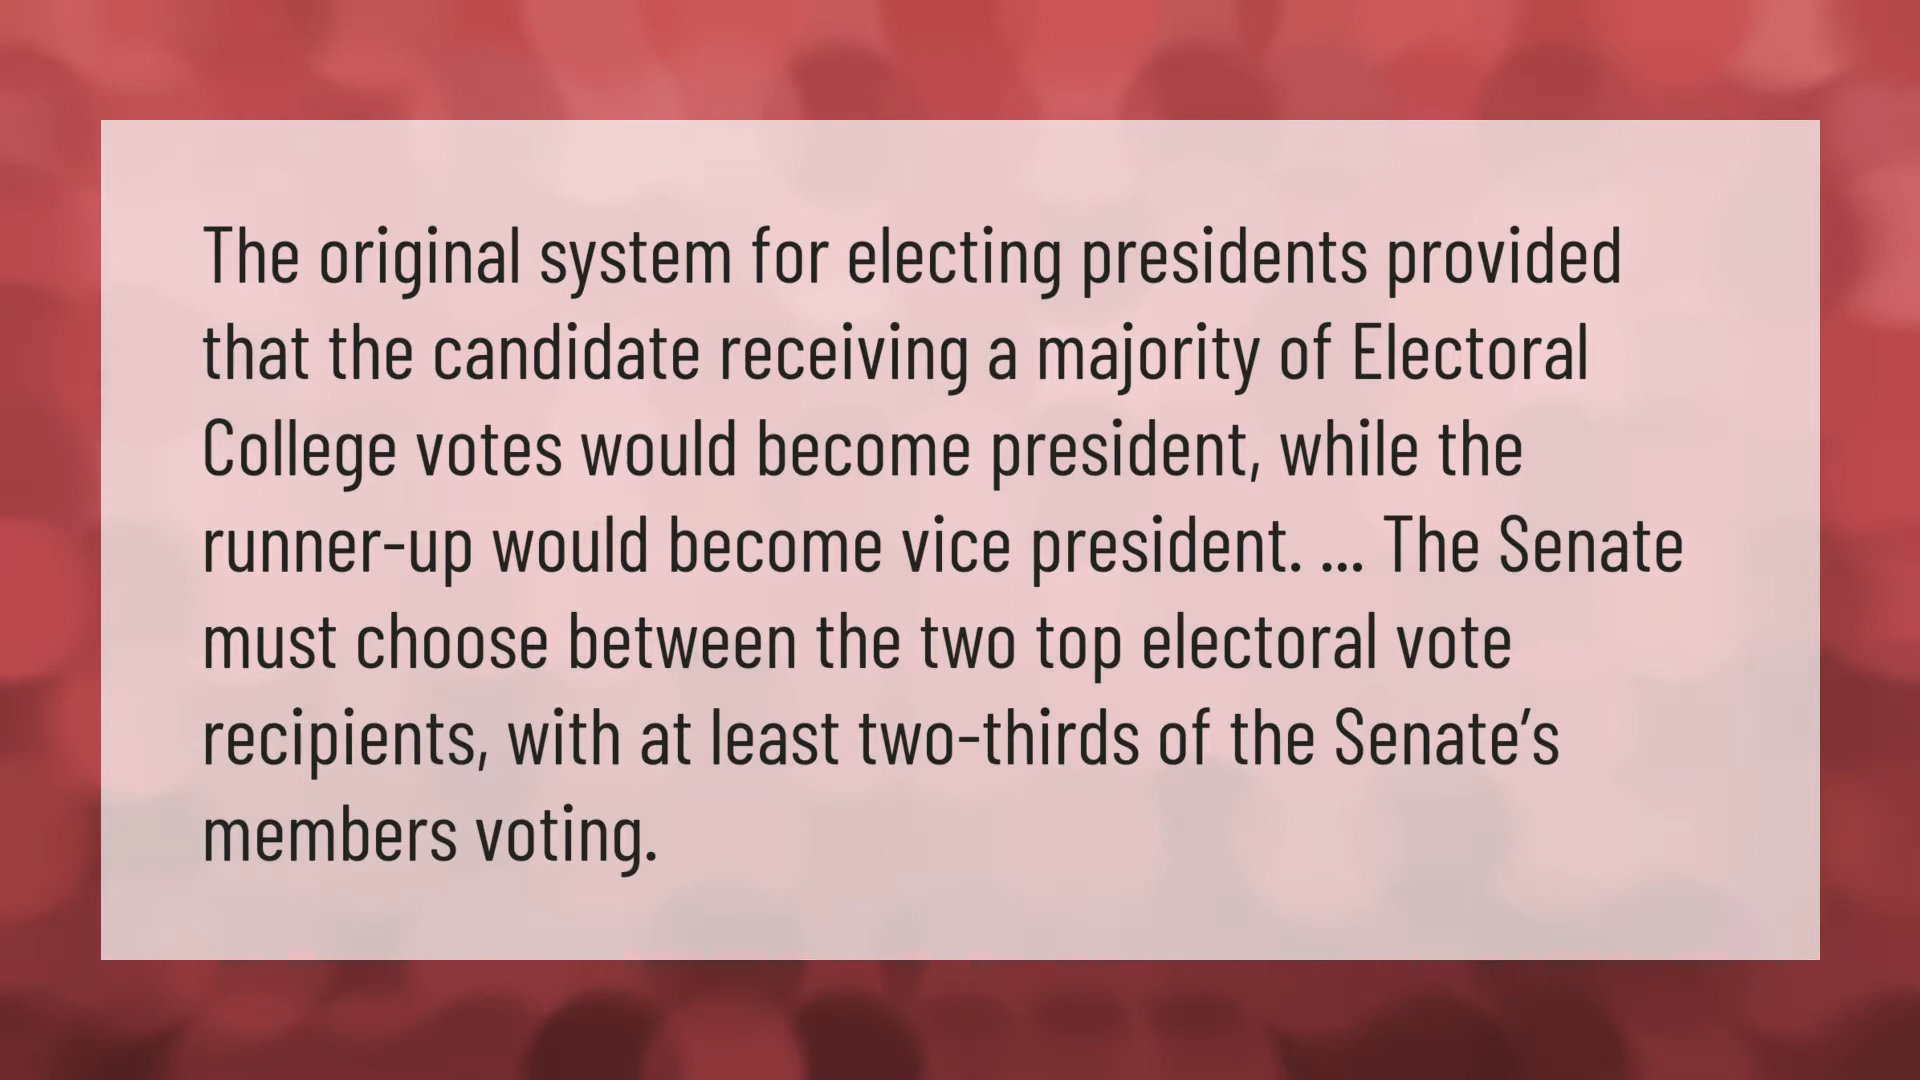 The original system for electing presidents provided
that the candidate receiving a majority of Electoral
College votes would become president, while the
runner-up would become vice president. ... The Senate
must choose between the two top electoral vote
recipients, with at least two-thirds of the Senate’s
members voting.